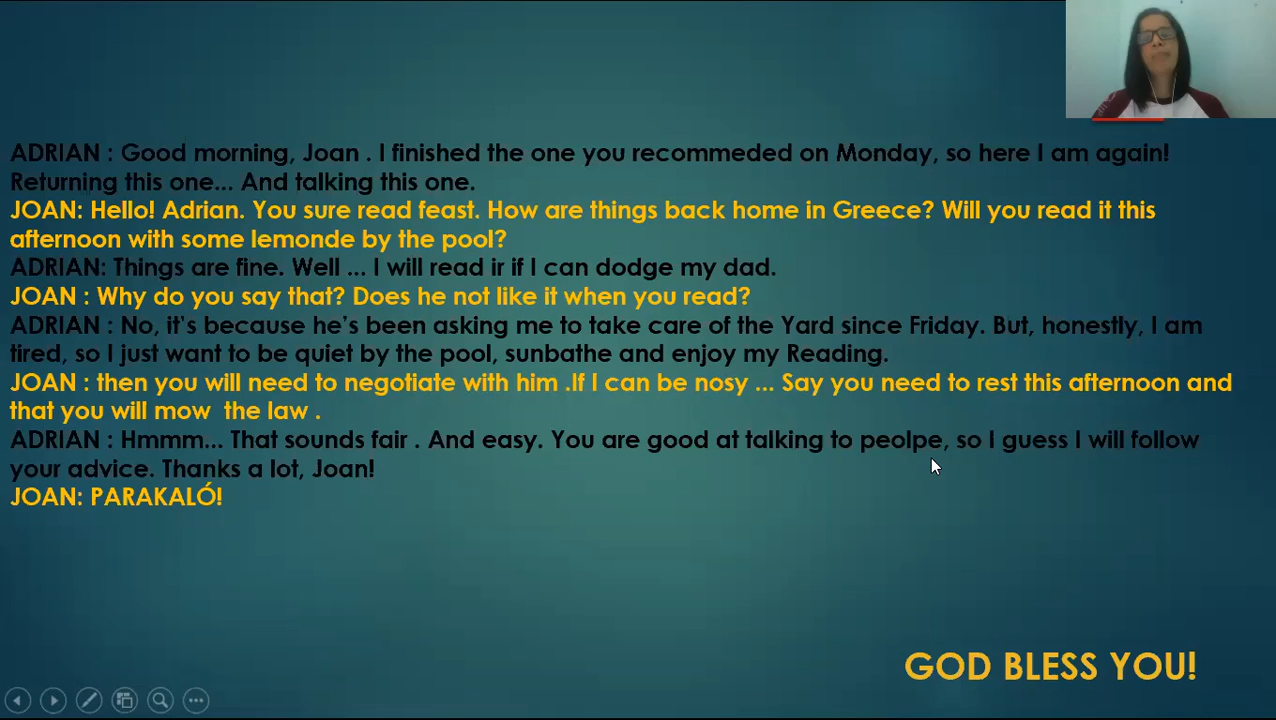 ADRIAN : Good morning, Joan . I finished the one you recommeded on Monday, so here I am again!
Returning this one... And talking this one.
JOAN: Hello! Adrian. You sure read feast. How are things back home in Greece? Will you read it this
afternoon with some lemonde by the pool?
ADRIAN: Things are fine. Well ... I will read ir if I can dodge my dad.
JOAN : Why do you say that? Does he not like it when you read?
ADRIAN : No, it's because he's been asking me to take care of the Yard since Friday. But, honestly, I am
tired, so I just want to be quiet by the pool, sunbathe and enjoy my Reading.
JOAN : then you will need to negotiate with him .If I can be nosy ... Say you need to rest this afternoon and
that you will mow the law .
ADRIAN : Hmmm... That sounds fair . And easy. You are good at talking to peolpe, so I guess I will follow
your advice. Thanks a lot, Joan!
JOAN: PARAKALÓ!
GOD BLESS YOU!